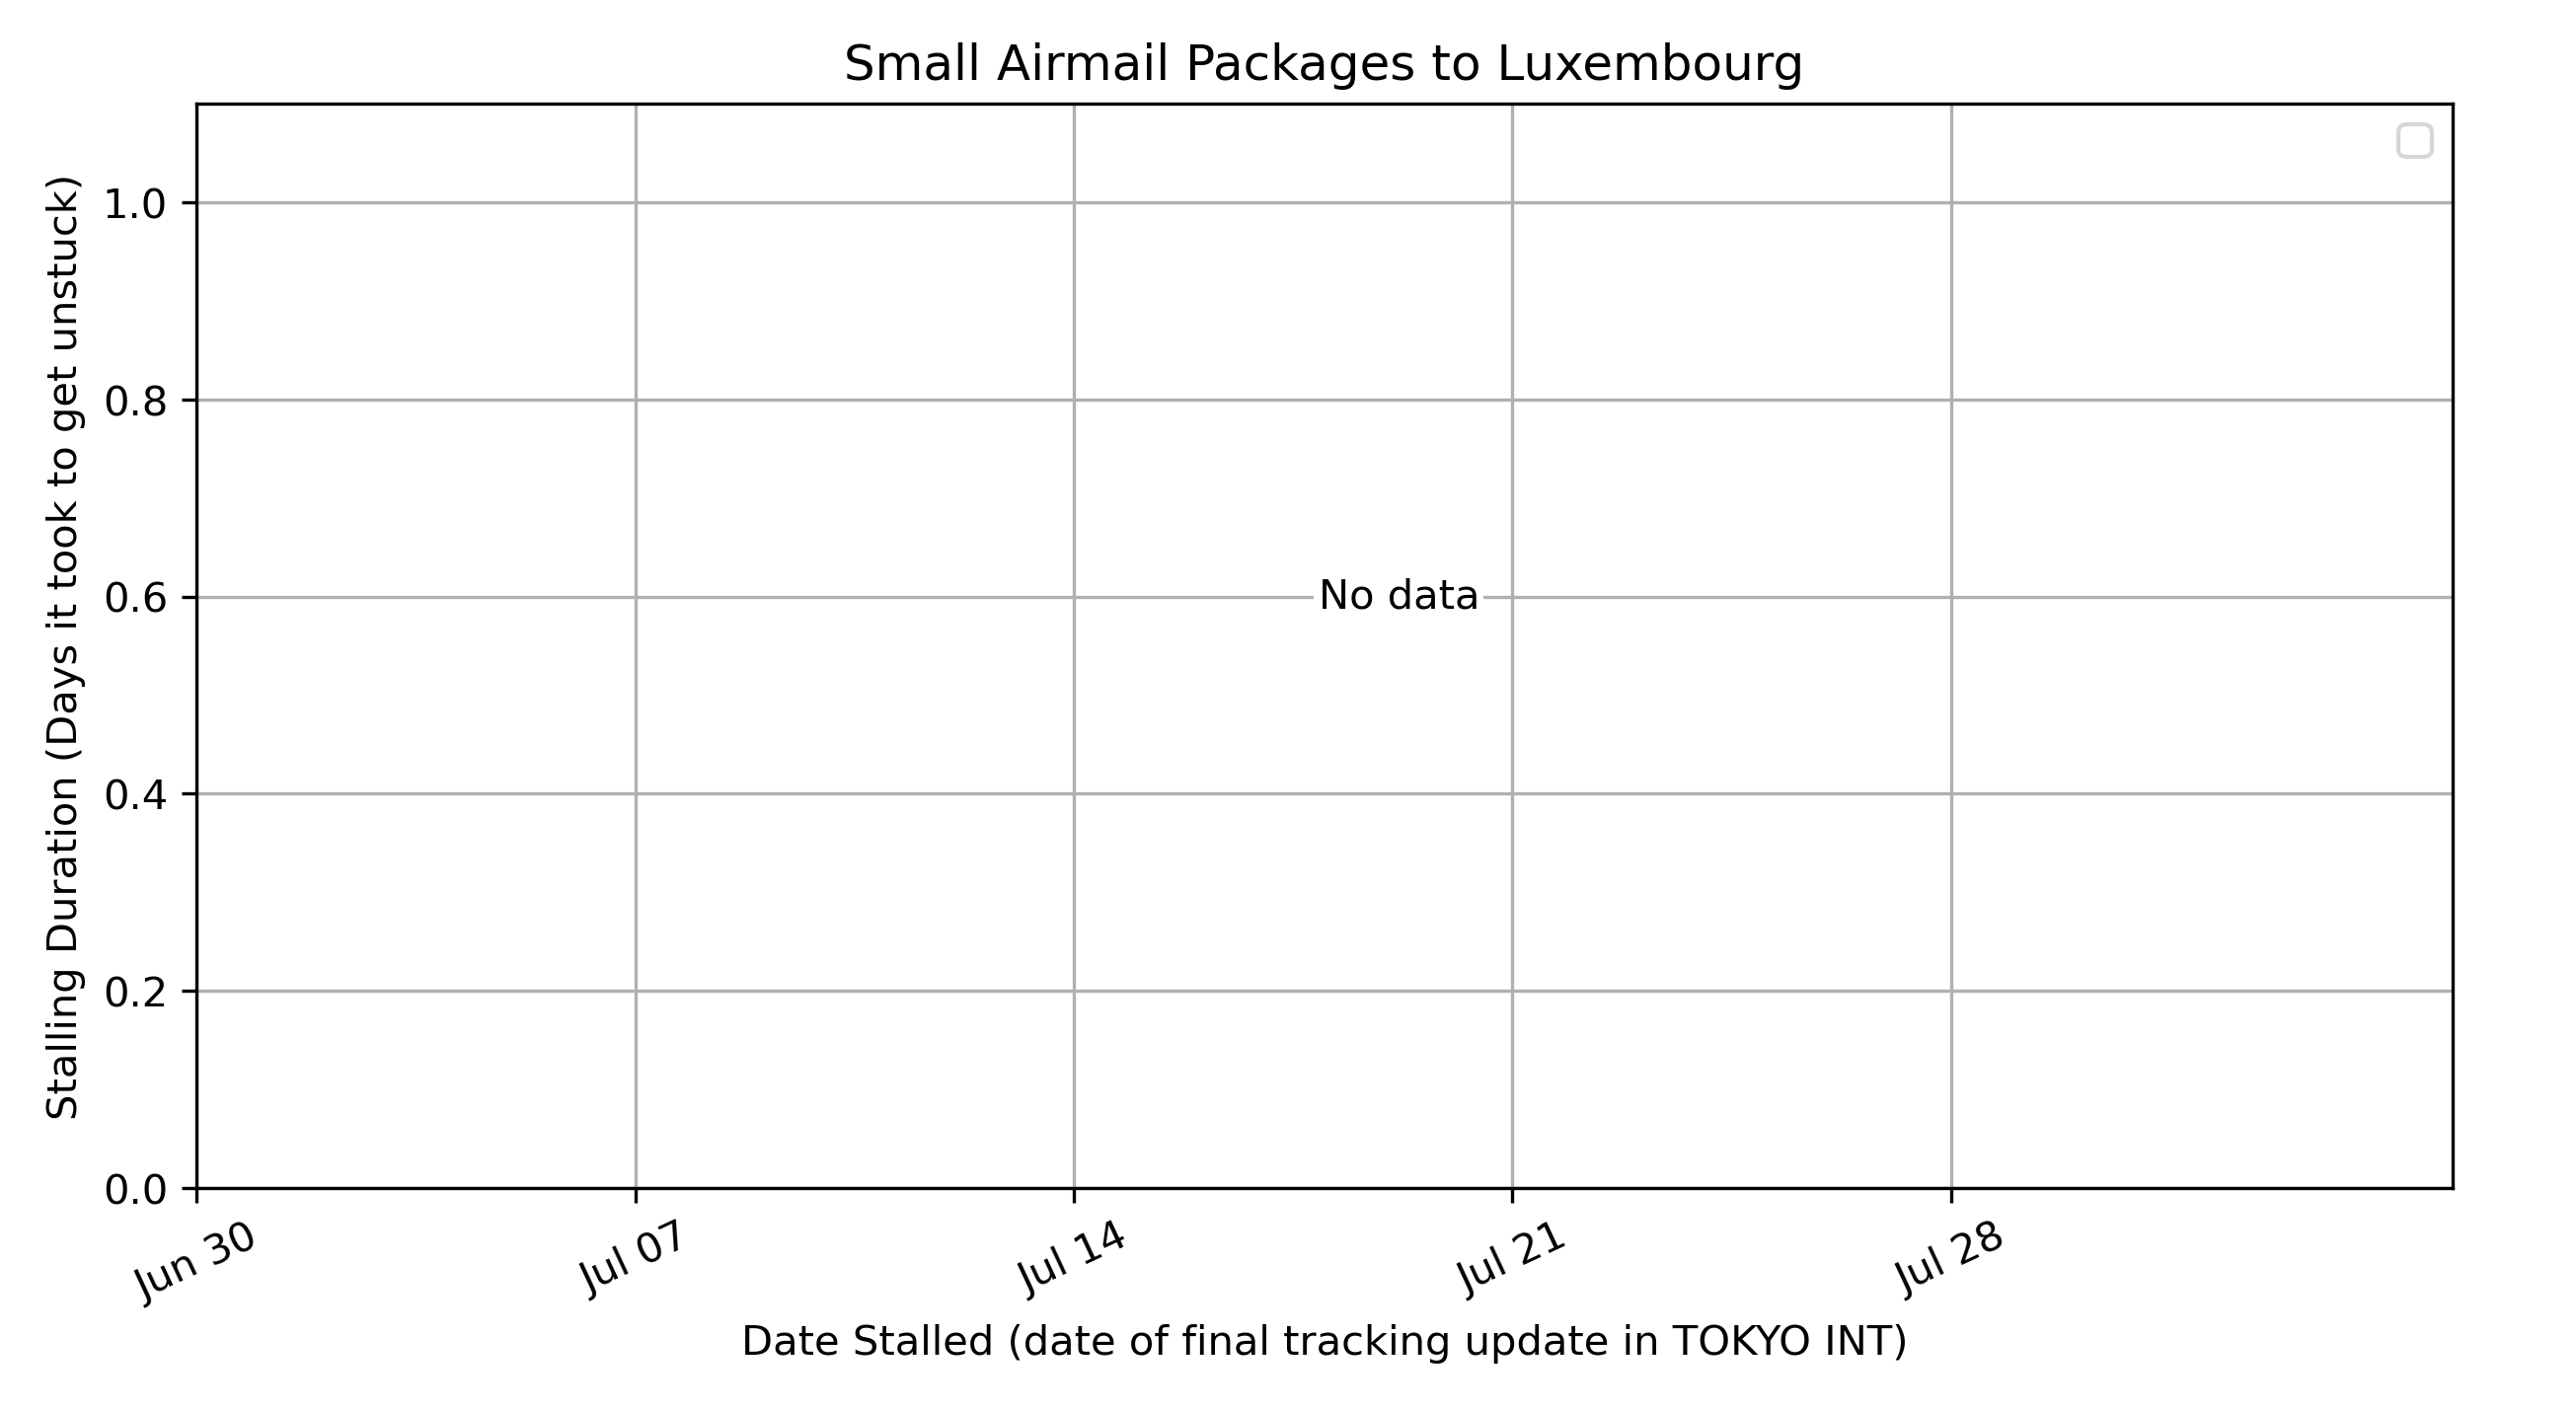 Small Airmail Packages to Luxembourg
Stalling Duration (Days it took to get unstuck)
1.0
0.8
0.6
0.4
0.2
0.0
No data
Jun 30
Jul 07
Jul 14
Jul 21
Jul 28
Date Stalled (date of final tracking update in TOKYO INT)